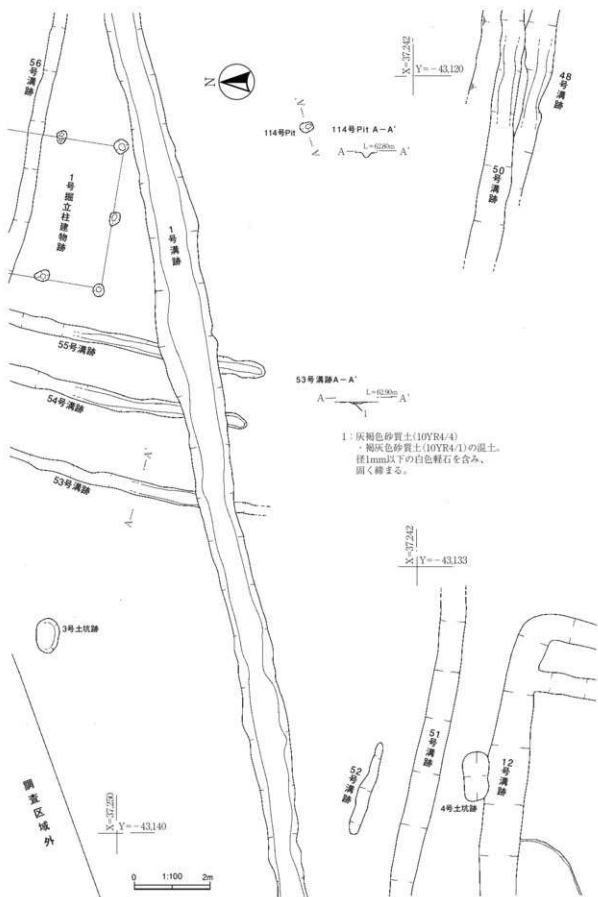 56号溝跡
N
X=37,242
Y=-43,120
48号溝跡
114号Pit
A'
A
114号Pit A-A'
A L=62.80m A'
1号掘立柱建物跡
1号溝跡
50号溝跡
55号溝跡
54号溝跡
53号溝跡
A'
A
53号溝跡A-A'
A L=62.90m A'
1
1:灰褐色砂質土(10YR4/4)
・褐灰色砂質土(10YR4/1)の混土。
径1mm以下の白色軽石を含み、
固く締まる。
X=37,242
Y=-43,133
3号土坑跡
51号溝跡
12号溝跡
52号溝跡
4号土坑跡
調査区域外
X=37,250
Y=-43,140
0 1:100 2m